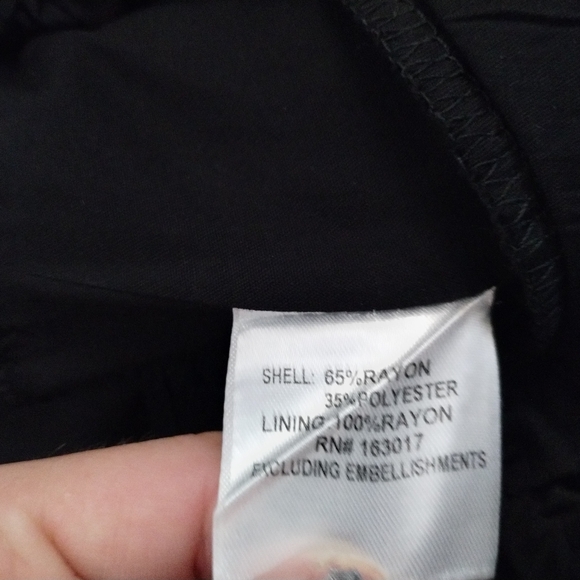 SHELL: 65%RAYON
35%POLYESTER
LINING:100%RAYON
RN# 163017
EXCLUDING EMBELLISHMENTS